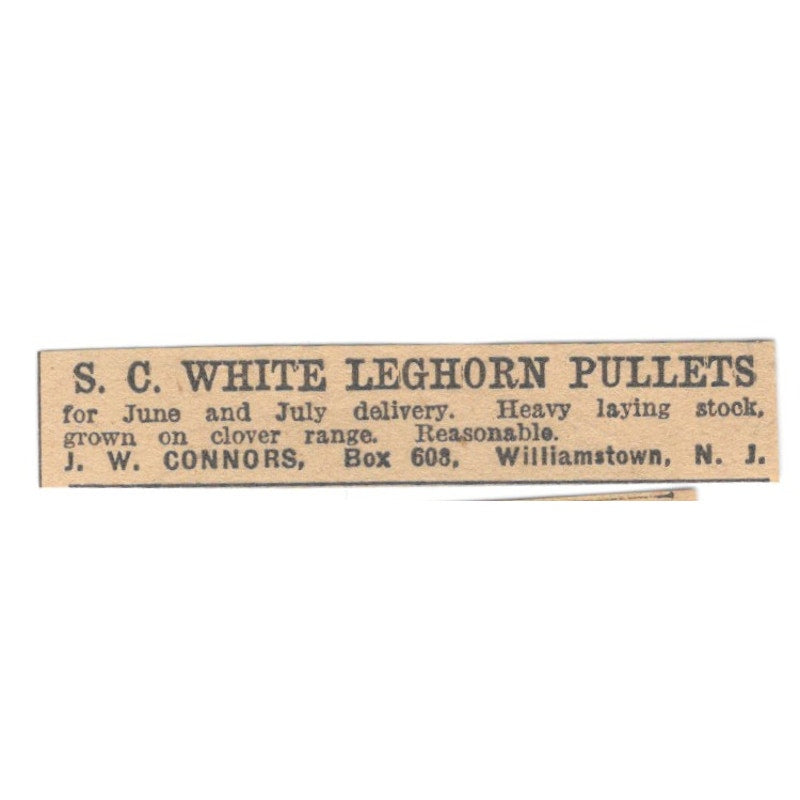 S. C. WHITE LEGHORN PULLETS
for June and July delivery. Heavy laying stock,
grown on clover range. Reasonable.
J. W. CONNORS, Box 608, Williamstown, N. J.